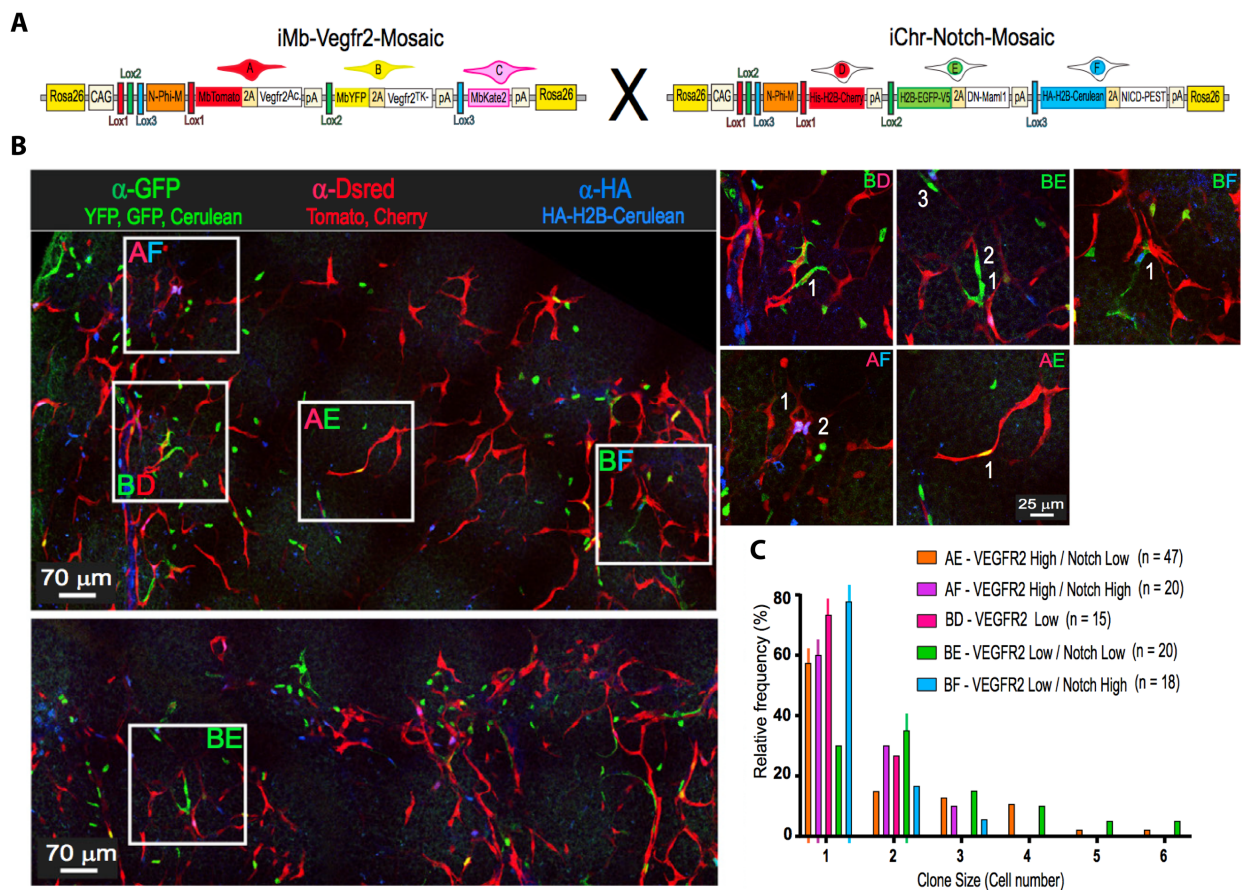 A
iMb-Vegfr2-Mosaic
iChr-Notch-Mosaic
X
A
B
C
D
E
F
Lox2
Lox2
Rosa26
CAG
N-Phi-M
MbTomato
2A
Vegfr2Ac
pA
MbYFP
2A
Vegfr2TK-
pA
MbKate2
pA
Rosa26
Rosa26
CAG
N-Phi-M
His-H2B-Cherry
pA
H2B-EGFP-V5
2A
DN-Maml1
pA
HA-H2B-Cerulean
2A
NICD-PEST
pA
Rosa26
Lox1
Lox3
Lox1
Lox2
Lox3
Lox1
Lox3
Lox1
Lox2
Lox3
B
α-GFP
YFP, GFP, Cerulean
α-Dsred
Tomato, Cherry
α-HA
HA-H2B-Cerulean
AF
BD
AE
BF
70 μm
BE
70 μm
BD
1
BE
3
2
1
BF
1
AF
1
2
AE
1
25 μm
C
AE - VEGFR2 High / Notch Low (n = 47)
AF - VEGFR2 High / Notch High (n = 20)
BD - VEGFR2 Low (n = 15)
BE - VEGFR2 Low / Notch Low (n = 20)
BF - VEGFR2 Low / Notch High (n = 18)
Relative frequency (%)
80
60
40
20
0
1 2 3 4 5 6
Clone Size (Cell number)